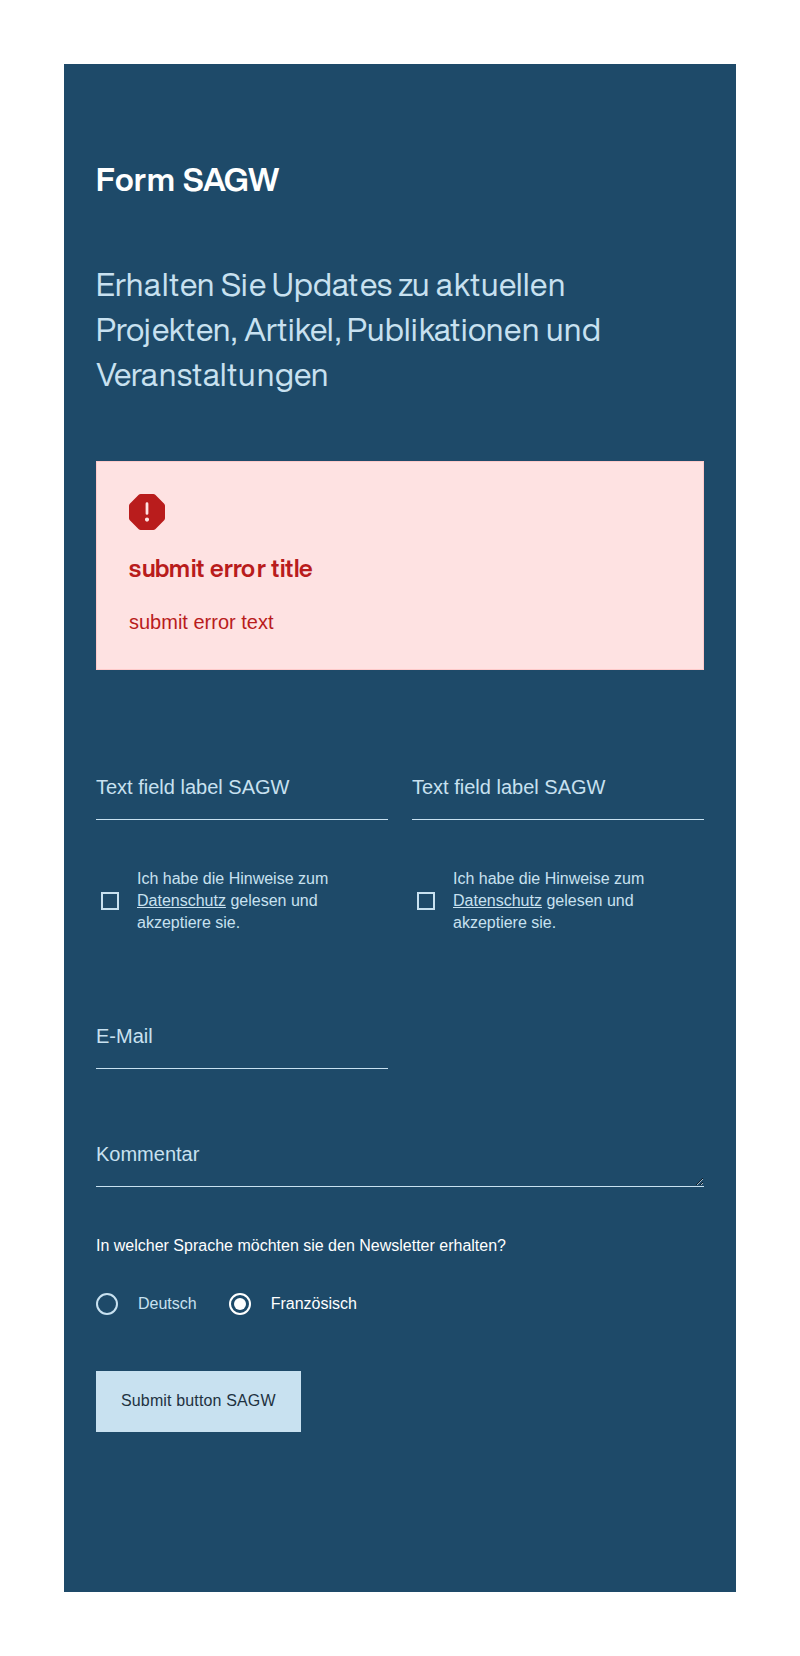 Form SAGW
Erhalten Sie Updates zu aktuellen
Projekten, Artikel, Publikationen und
Veranstaltungen
submit error title
submit error text
Text field label SAGW
Text field label SAGW
Ich habe die Hinweise zum
Datenschutz gelesen und
akzeptiere sie.
Ich habe die Hinweise zum
Datenschutz gelesen und
akzeptiere sie.
E-Mail
Kommentar
In welcher Sprache möchten sie den Newsletter erhalten?
Deutsch
Französisch
Submit button SAGW